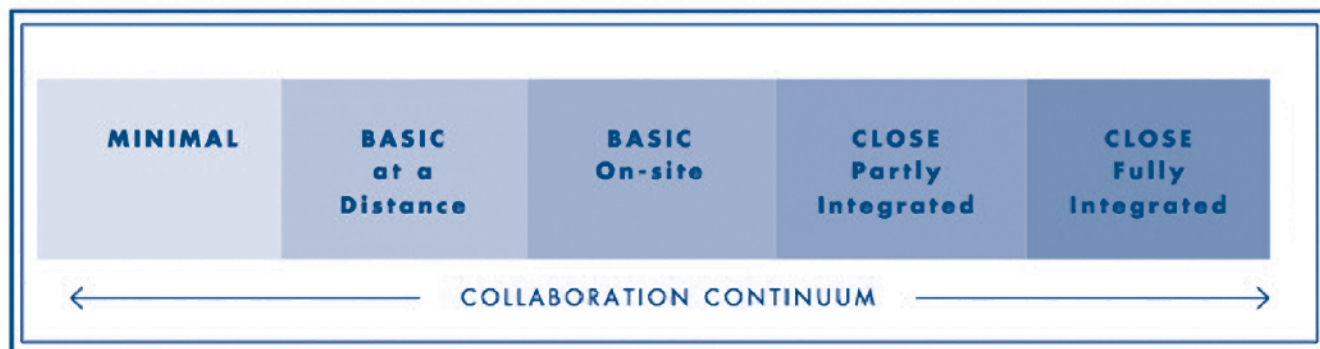 MINIMAL
BASIC
at a
Distance
BASIC
On-site
CLOSE
Partly
Integrated
CLOSE
Fully
Integrated
COLLABORATION CONTINUUM